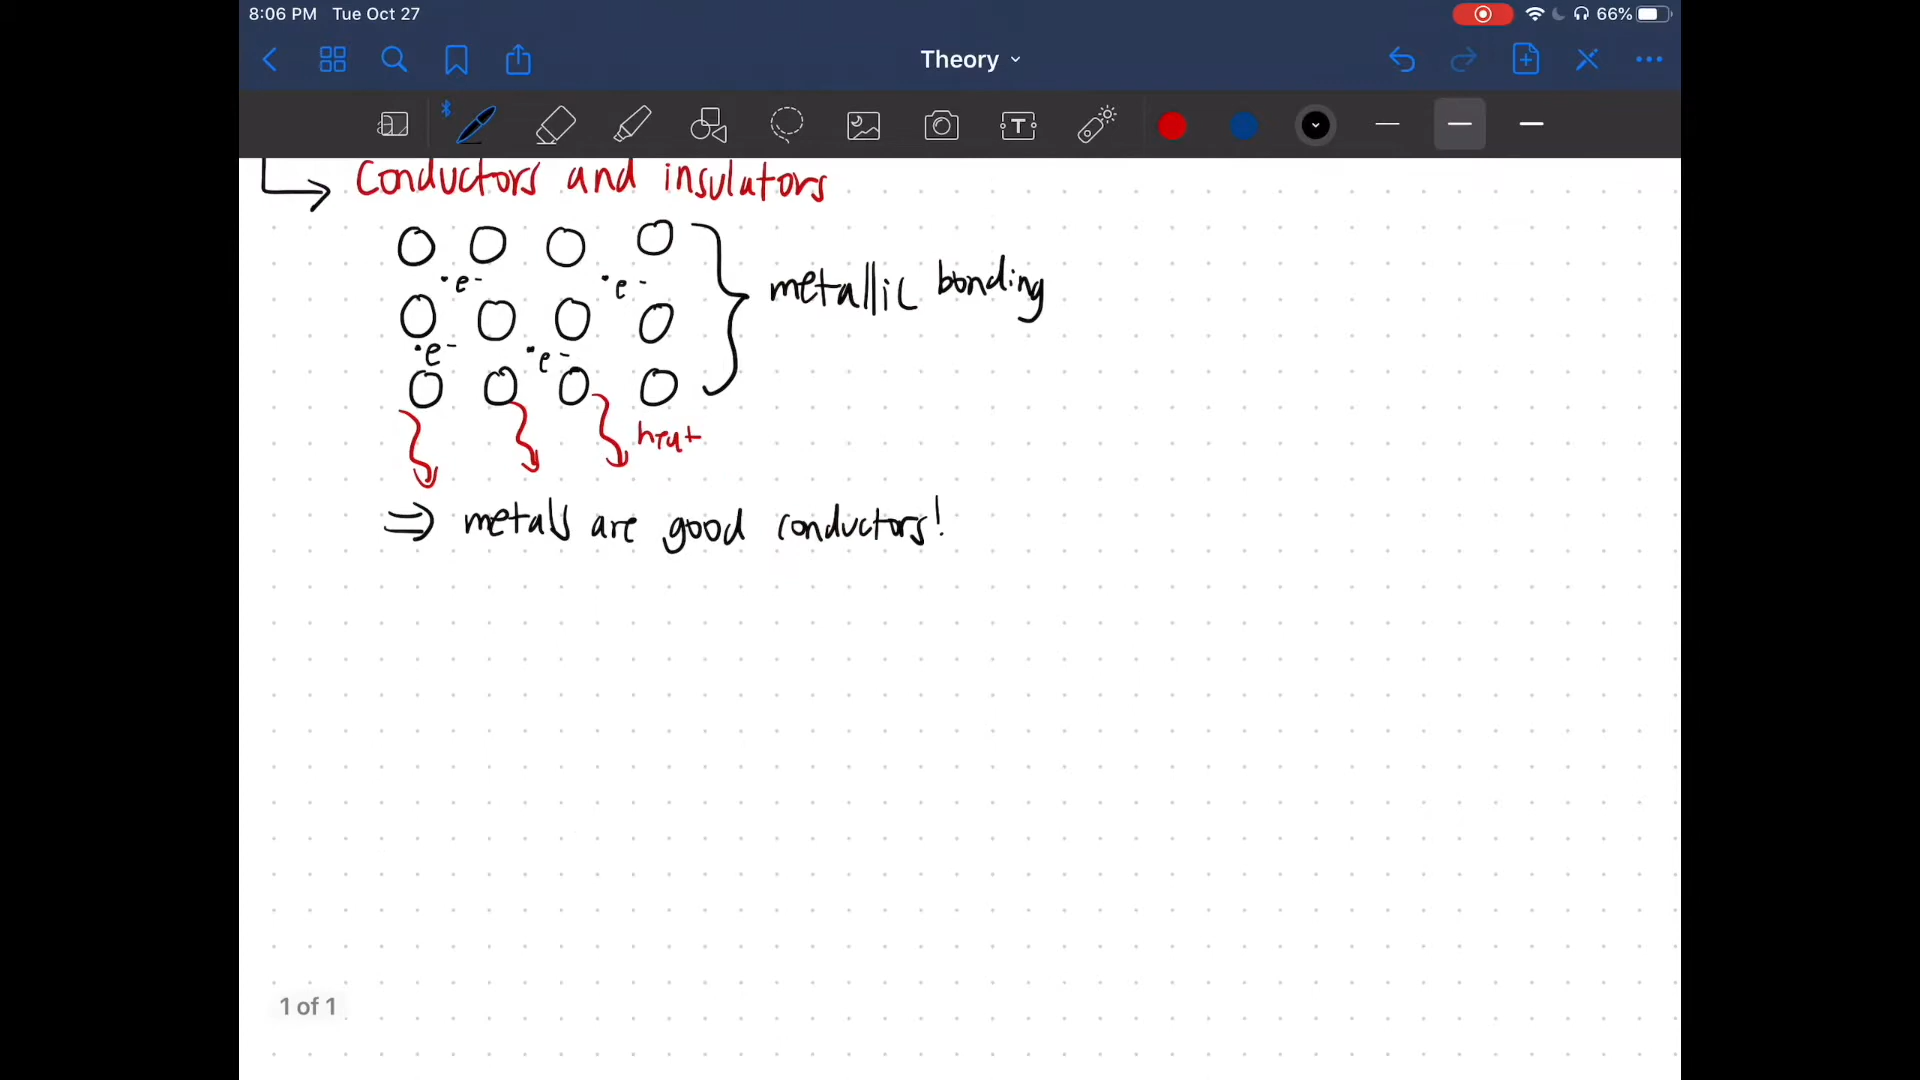 8:06 PM Tue Oct 27
66%
Theory
T
Conductors and insulators
e-
e-
metallic bonding
e-
e-
heat
⇒ metals are good conductors!
1 of 1